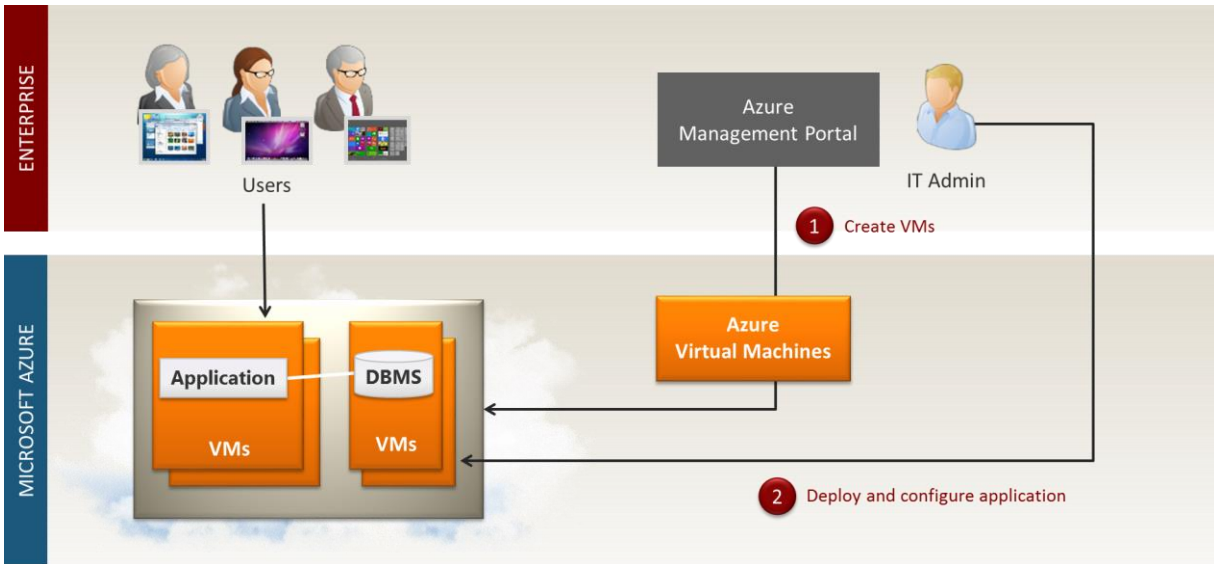 ENTERPRISE
Users
Azure
Management Portal
IT Admin
1 Create VMs
MICROSOFT AZURE
Application
DBMS
VMs
VMs
Azure
Virtual Machines
2 Deploy and configure application